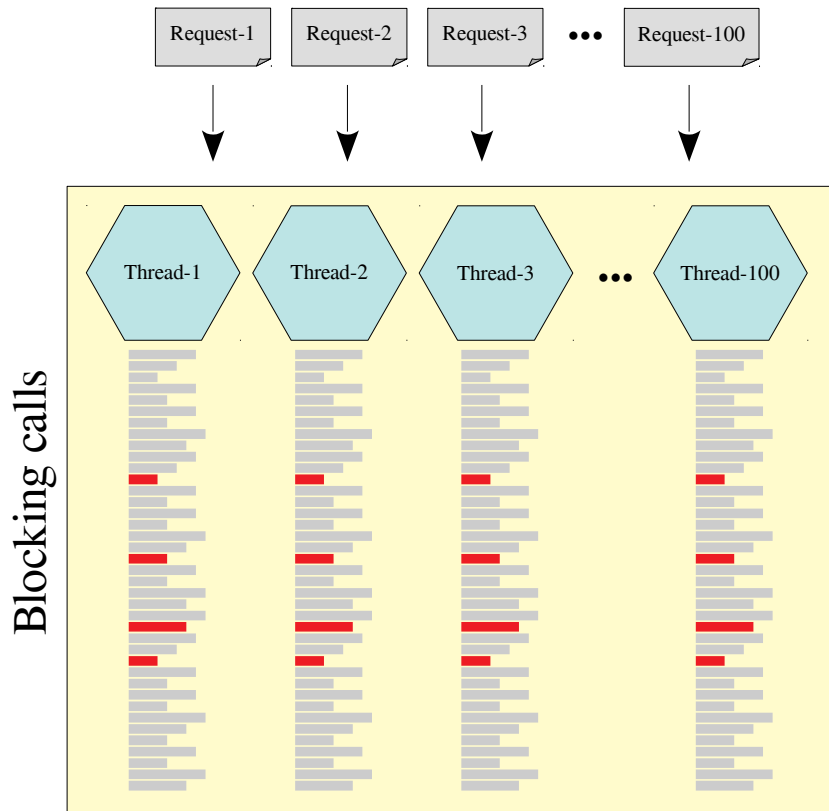 Request-1
Request-2
Request-3
•••
Request-100
Thread-1
Thread-2
Thread-3
•••
Thread-100
Blocking calls